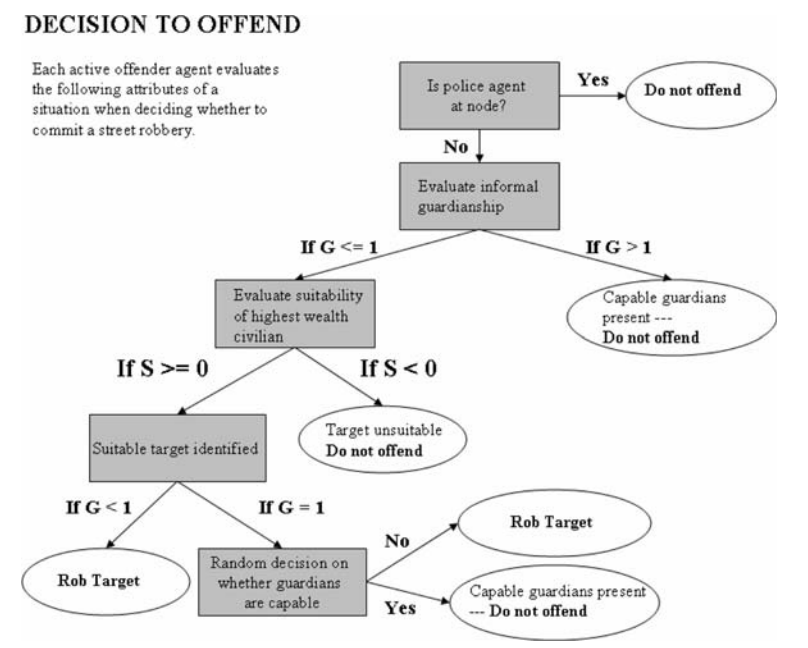 DECISION TO OFFEND
Each active offender agent evaluates
the following attributes of a
situation when deciding whether to
commit a street robbery.
Is police agent
at node?
Yes
Do not offend
No
Evaluate informal
guardianship
If G <= 1
If G > 1
Evaluate suitability
of highest wealth
civilian
Capable guardians
present ---
Do not offend
If S >= 0
If S < 0
Suitable target identified
Target unsuitable
Do not offend
If G < 1
If G = 1
Rob Target
Random decision on
whether guardians
are capable
No
Rob Target
Yes
Capable guardians present
--- Do not offend